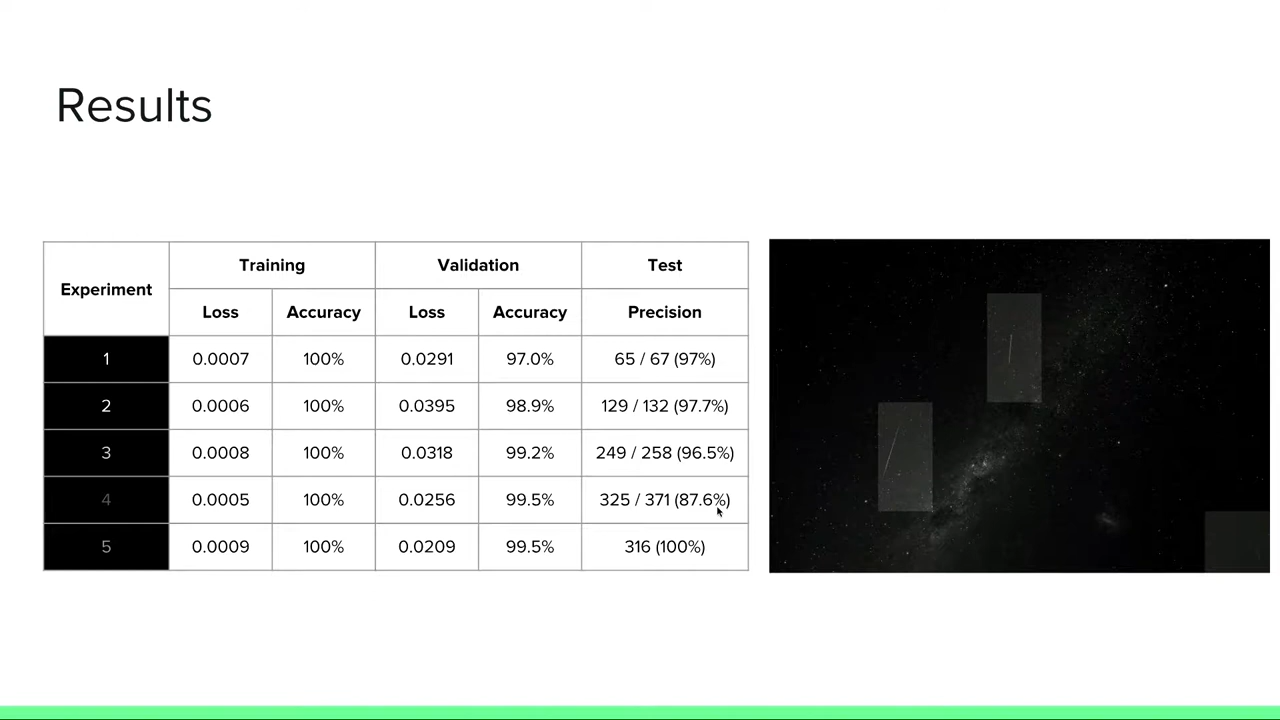 Results
Experiment Training Validation Test
Loss Accuracy Loss Accuracy Precision
1 0.0007 100% 0.0291 97.0% 65 / 67 (97%)
2 0.0006 100% 0.0395 98.9% 129 / 132 (97.7%)
3 0.0008 100% 0.0318 99.2% 249 / 258 (96.5%)
4 0.0005 100% 0.0256 99.5% 325 / 371 (87.6%)
5 0.0009 100% 0.0209 99.5% 316 (100%)